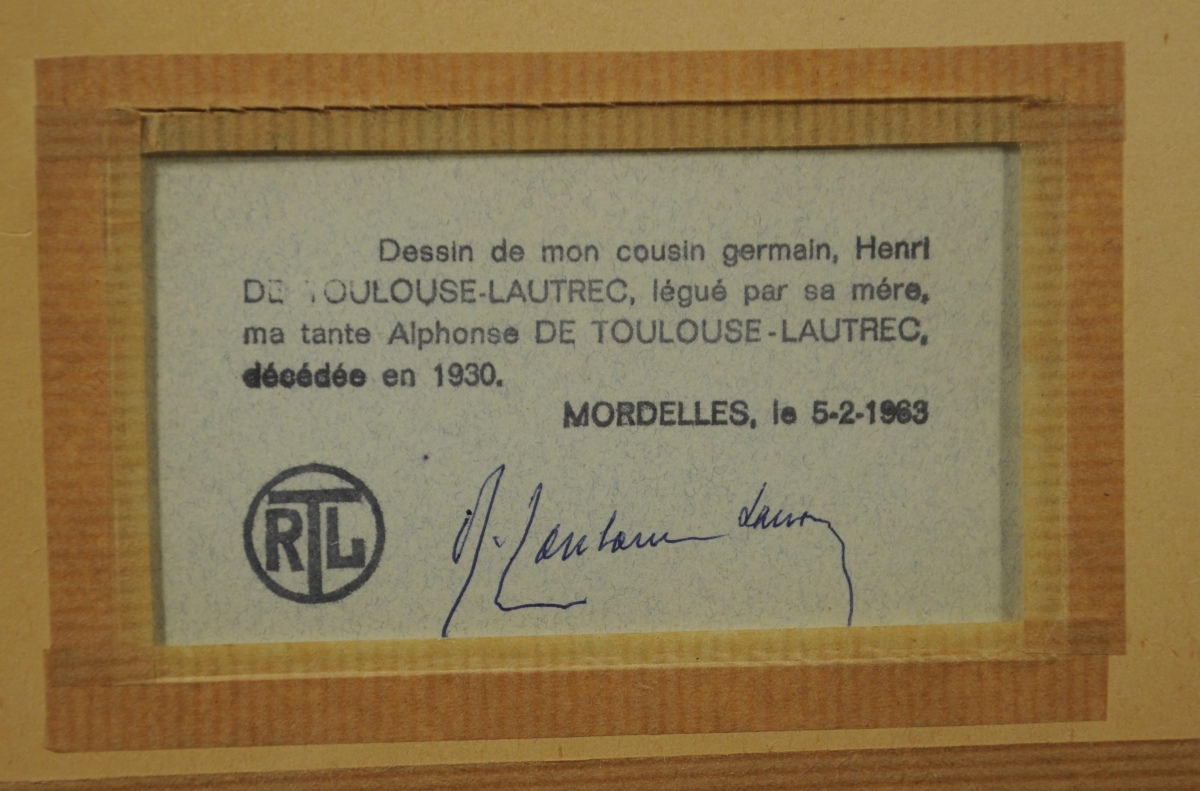 Dessin de mon cousin germain, Henri
DE TOULOUSE-LAUTREC, légué par sa mére,
ma tante Alphonse DE TOULOUSE-LAUTREC,
décédée en 1930.
MORDELLES, le 5-2-1963
RTL